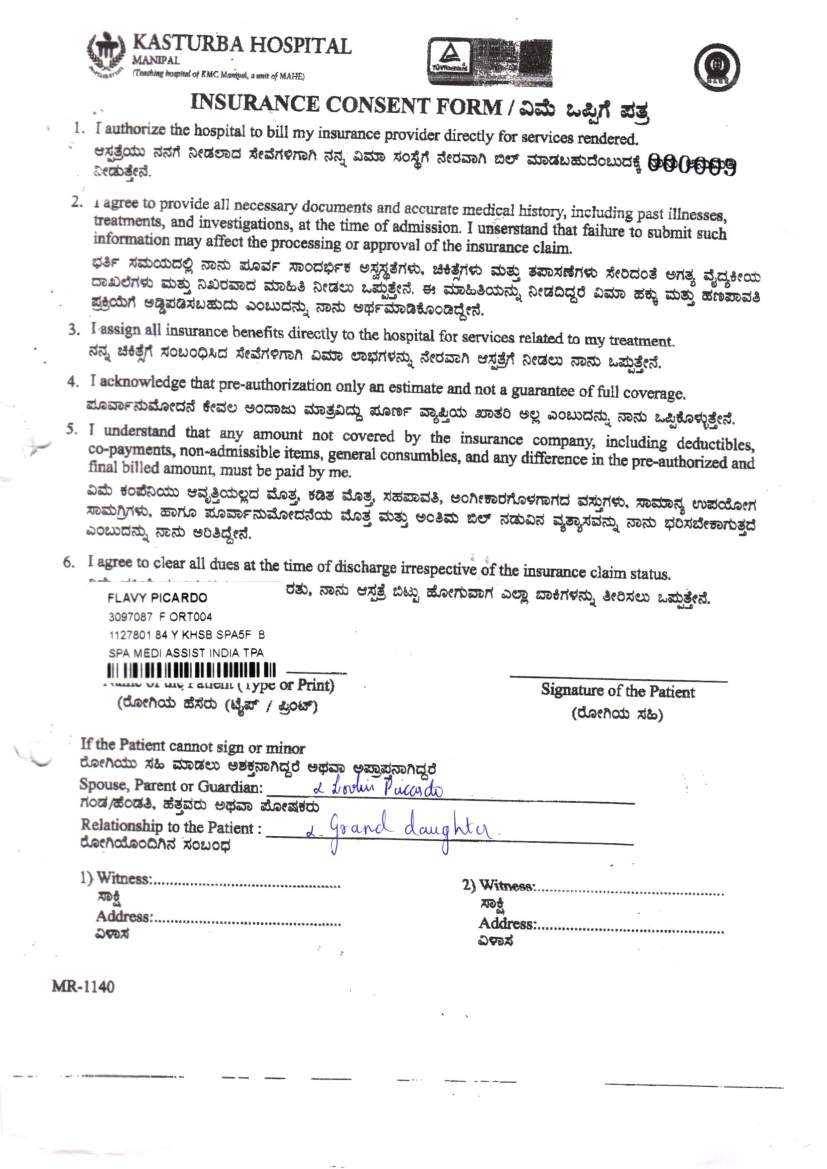 KASTURBA HOSPITAL
MANIPAL
(Teaching hospital of KMC Manipal, a unit of MAHE)
INSURANCE CONSENT FORM / ವಿಮೆ ಒಪ್ಪಿಗೆ ಪತ್ರ
1. I authorize the hospital to bill my insurance provider directly for services rendered.
ಆಸ್ಪತ್ರೆಯು ನನಗೆ ನೀಡಲಾದ ಸೇವೆಗಳಿಗಾಗಿ ನನ್ನ ವಿಮಾ ಸಂಸ್ಥೆಗೆ ನೇರವಾಗಿ ಬಿಲ್ ಮಾಡಬಹುದೆಂಬುದಕ್ಕೆ 000009
ನೀಡುತ್ತೇನೆ.
2. I agree to provide all necessary documents and accurate medical history, including past illnesses,
treatments, and investigations, at the time of admission. I unserstand that failure to submit such
information may affect the processing or approval of the insurance claim.
ಭರ್ತಿ ಸಮಯದಲ್ಲಿ ನಾನು ಪೂರ್ವ ಸಾಂದರ್ಭಿಕ ಅಸ್ವಸ್ಥತೆಗಳು, ಚಿಕಿತ್ಸೆಗಳು ಮತ್ತು ತಪಾಸಣೆಗಳು ಸೇರಿದಂತೆ ಅಗತ್ಯ ವೈದ್ಯಕೀಯ
ದಾಖಲೆಗಳು ಮತ್ತು ನಿಖರವಾದ ಮಾಹಿತಿ ನೀಡಲು ಒಪ್ಪುತ್ತೇನೆ. ಈ ಮಾಹಿತಿಯನ್ನು ನೀಡದಿದ್ದರೆ ವಿಮಾ ಹಕ್ಕು ಮತ್ತು ಹಣಪಾವತಿ
ಪ್ರಕ್ರಿಯೆಗೆ ಅಡ್ಡಿಪಡಿಸಬಹುದು ಎಂಬುದನ್ನು ನಾನು ಅರ್ಥಮಾಡಿಕೊಂಡಿದ್ದೇನೆ.
3. I assign all insurance benefits directly to the hospital for services related to my treatment.
ನನ್ನ ಚಿಕಿತ್ಸೆಗೆ ಸಂಬಂಧಿಸಿದ ಸೇವೆಗಳಿಗಾಗಿ ವಿಮಾ ಲಾಭಗಳನ್ನು ನೇರವಾಗಿ ಆಸ್ಪತ್ರೆಗೆ ನೀಡಲು ನಾನು ಒಪ್ಪುತ್ತೇನೆ.
4. I acknowledge that pre-authorization only an estimate and not a guarantee of full coverage.
ಪೂರ್ವಾನುಮೋದನೆ ಕೇವಲ ಅಂದಾಜು ಮಾತ್ರವಿದ್ದು ಪೂರ್ಣ ವ್ಯಾಪ್ತಿಯ ಖಾತರಿ ಅಲ್ಲ ಎಂಬುದನ್ನು ನಾನು ಒಪ್ಪಿಕೊಳ್ಳುತ್ತೇನೆ.
5. I understand that any amount not covered by the insurance company, including deductibles,
co-payments, non-admissible items, general consumbles, and any difference in the pre-authorized and
final billed amount, must be paid by me.
ವಿಮೆ ಕಂಪೆನಿಯು ಆವೃತ್ತಿಯಲ್ಲದ ಮೊತ್ತ, ಕಡಿತ ಮೊತ್ತ, ಸಹಪಾವತಿ, ಅಂಗೀಕಾರಗೊಳಗಾಗದ ವಸ್ತುಗಳು, ಸಾಮಾನ್ಯ ಉಪಯೋಗ
ಸಾಮಗ್ರಿಗಳು, ಹಾಗೂ ಪೂರ್ವಾನುಮೋದನೆಯ ಮೊತ್ತ ಮತ್ತು ಅಂತಿಮ ಬಿಲ್ ನಡುವಿನ ವ್ಯತ್ಯಾಸವನ್ನು ನಾನು ಭರಿಸಬೇಕಾಗುತ್ತದೆ
ಎಂಬುದನ್ನು ನಾನು ಅರಿತಿದ್ದೇನೆ.
6. I agree to clear all dues at the time of discharge irrespective of the insurance claim status.
ರತು, ನಾನು ಆಸ್ಪತ್ರೆ ಬಿಟ್ಟು ಹೋಗುವಾಗ ಎಲ್ಲಾ ಬಾಕಿಗಳನ್ನು ತೀರಿಸಲು ಒಪ್ಪುತ್ತೇನೆ.
FLAVY PICARDO
3097087 F ORT004
1127801 84 Y KHSB SPA5F B
SPA MEDI ASSIST INDIA TPA
(Type or Print)
(ರೋಗಿಯ ಹೆಸರು (ಟೈಪ್ / ಪ್ರಿಂಟ್)
Signature of the Patient
(ರೋಗಿಯ ಸಹಿ)
If the Patient cannot sign or minor
ರೋಗಿಯು ಸಹಿ ಮಾಡಲು ಅಶಕ್ತನಾಗಿದ್ದರೆ ಅಥವಾ ಅಪ್ರಾಪ್ತನಾಗಿದ್ದರೆ
Spouse, Parent or Guardian: Picardo
ಗಂಡ/ಹೆಂಡತಿ, ಹೆತ್ತವರು ಅಥವಾ ಪೋಷಕರು
Relationship to the Patient : Grand daughter
ರೋಗಿಯೊಂದಿಗಿನ ಸಂಬಂಧ
1) Witness:
ಸಾಕ್ಷಿ
Address:
ವಿಳಾಸ
2) Witness:
ಸಾಕ್ಷಿ
Address:
ವಿಳಾಸ
MR-1140